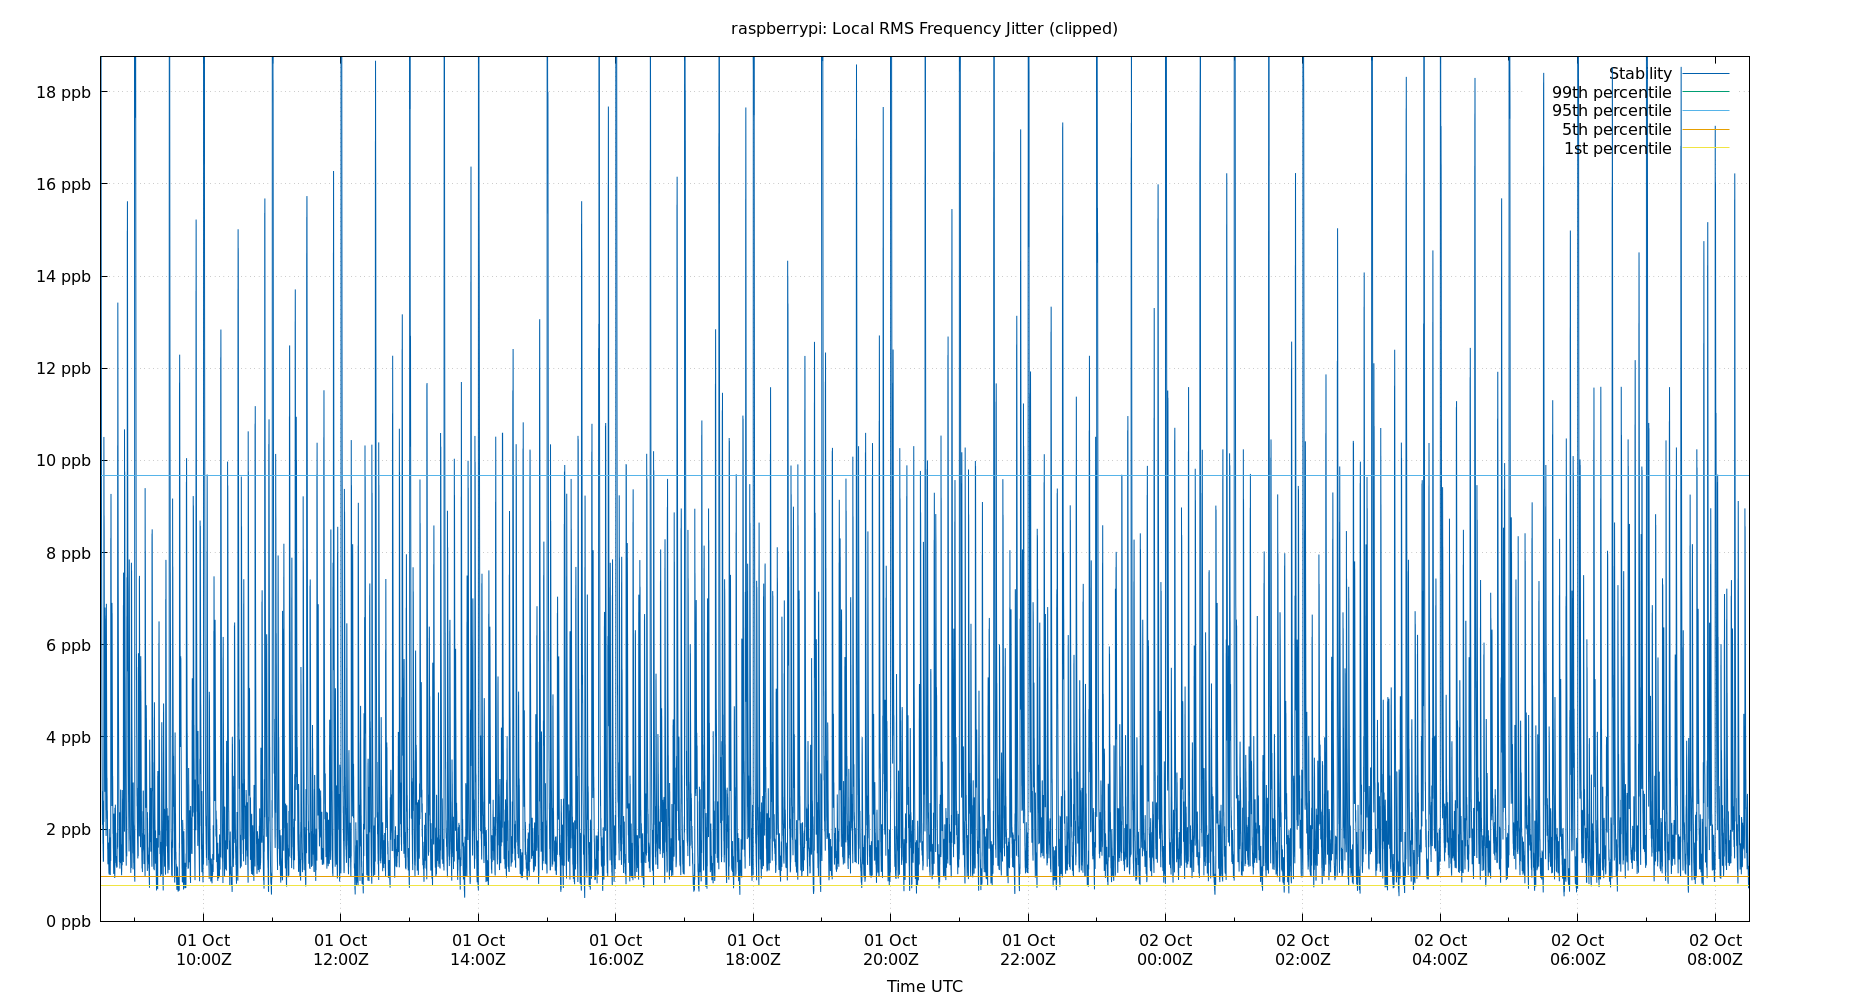 raspberrypi: Local RMS Frequency Jitter (clipped)
Stability
99th percentile
95th percentile
5th percentile
1st percentile
18 ppb
16 ppb
14 ppb
12 ppb
10 ppb
8 ppb
6 ppb
4 ppb
2 ppb
0 ppb
01 Oct 01 Oct 01 Oct 01 Oct 01 Oct 01 Oct 01 Oct 02 Oct 02 Oct 02 Oct 02 Oct 02 Oct
10:00Z 12:00Z 14:00Z 16:00Z 18:00Z 20:00Z 22:00Z 00:00Z 02:00Z 04:00Z 06:00Z 08:00Z
Time UTC